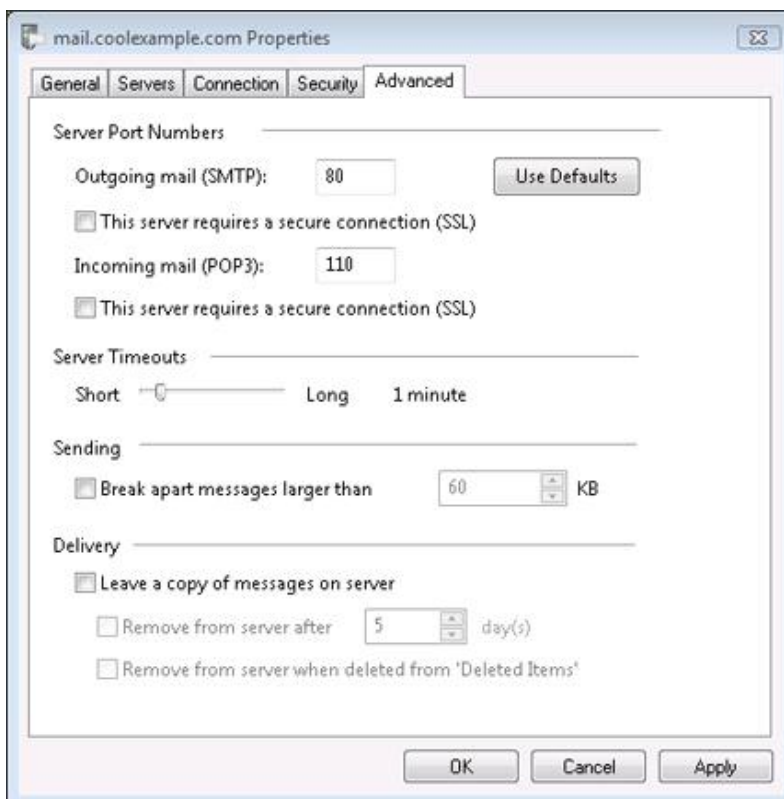 mail.coolexample.com Properties
General Servers Connection Security Advanced
Server Port Numbers
Outgoing mail (SMTP): 80 Use Defaults
This server requires a secure connection (SSL)
Incoming mail (POP3): 110
This server requires a secure connection (SSL)
Server Timeouts
Short Long 1 minute
Sending
Break apart messages larger than 60 KB
Delivery
Leave a copy of messages on server
Remove from server after 5 day(s)
Remove from server when deleted from 'Deleted Items'
OK Cancel Apply